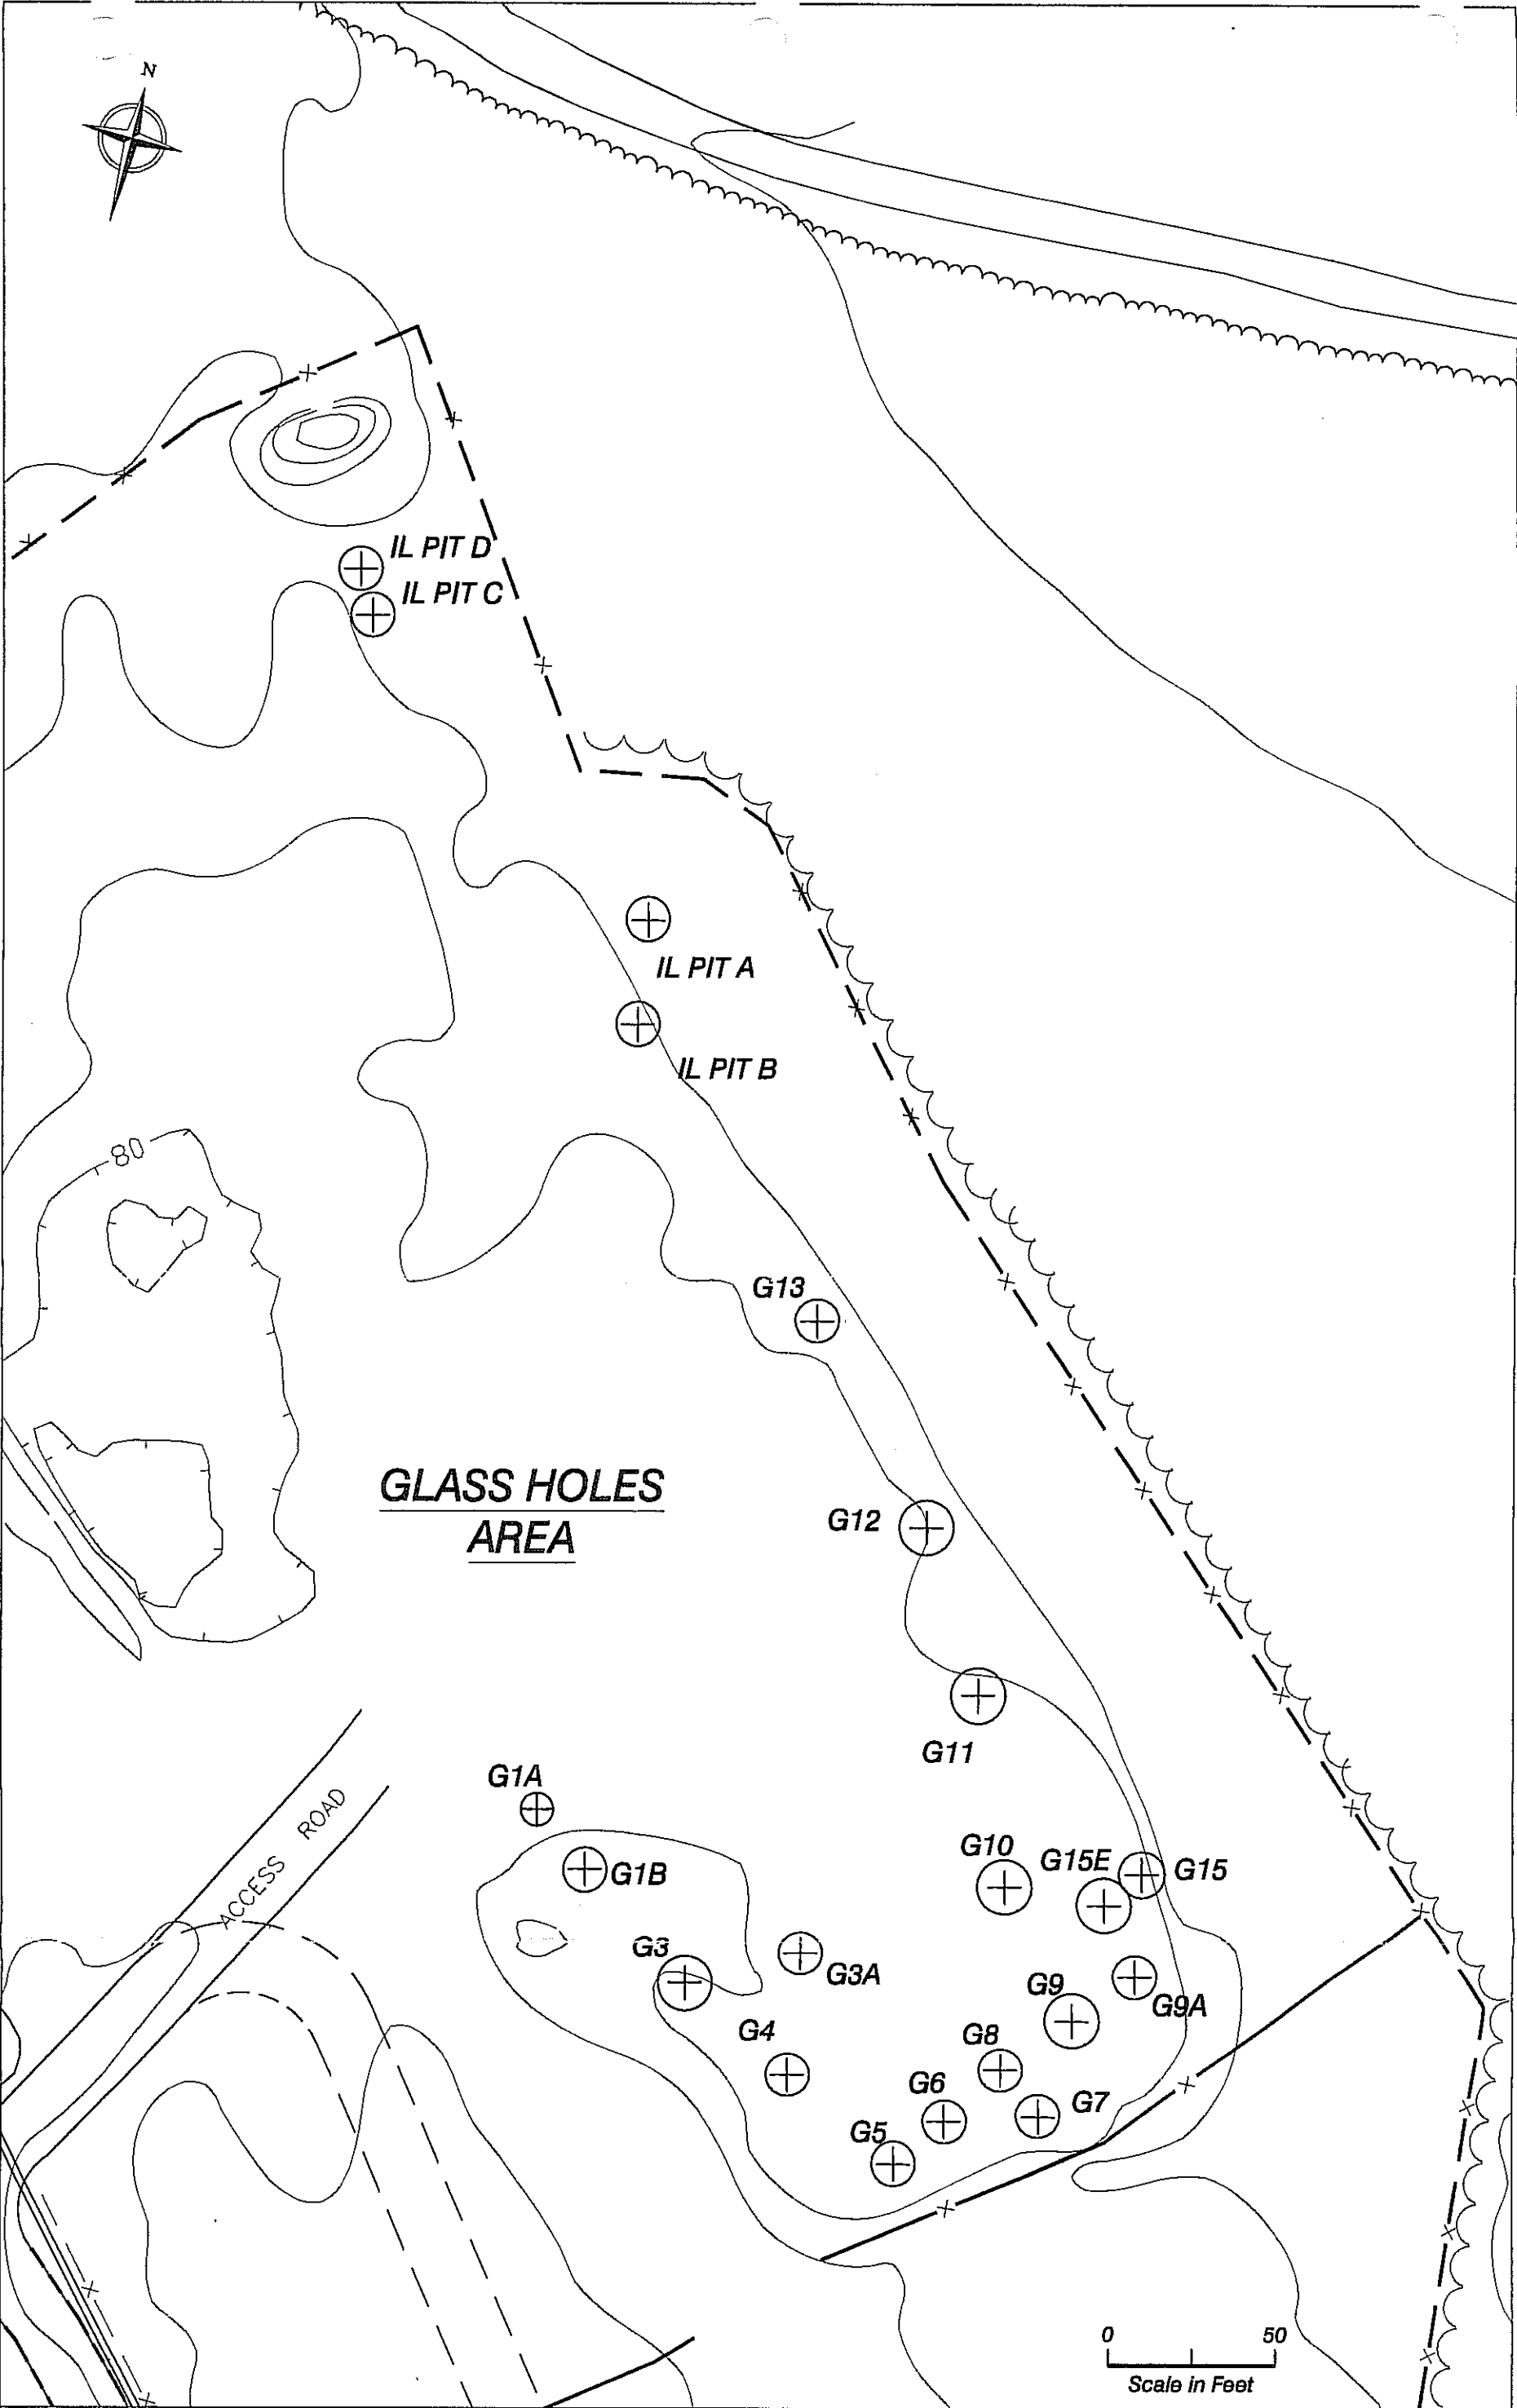 N
IL PIT D
IL PIT C
IL PIT A
IL PIT B
80
G13
GLASS HOLES
AREA
G12
G11
G1A
G1B
ACCESS ROAD
G10
G15E
G15
G3
G3A
G9
G9A
G4
G8
G6
G7
G5
0 50
Scale in Feet